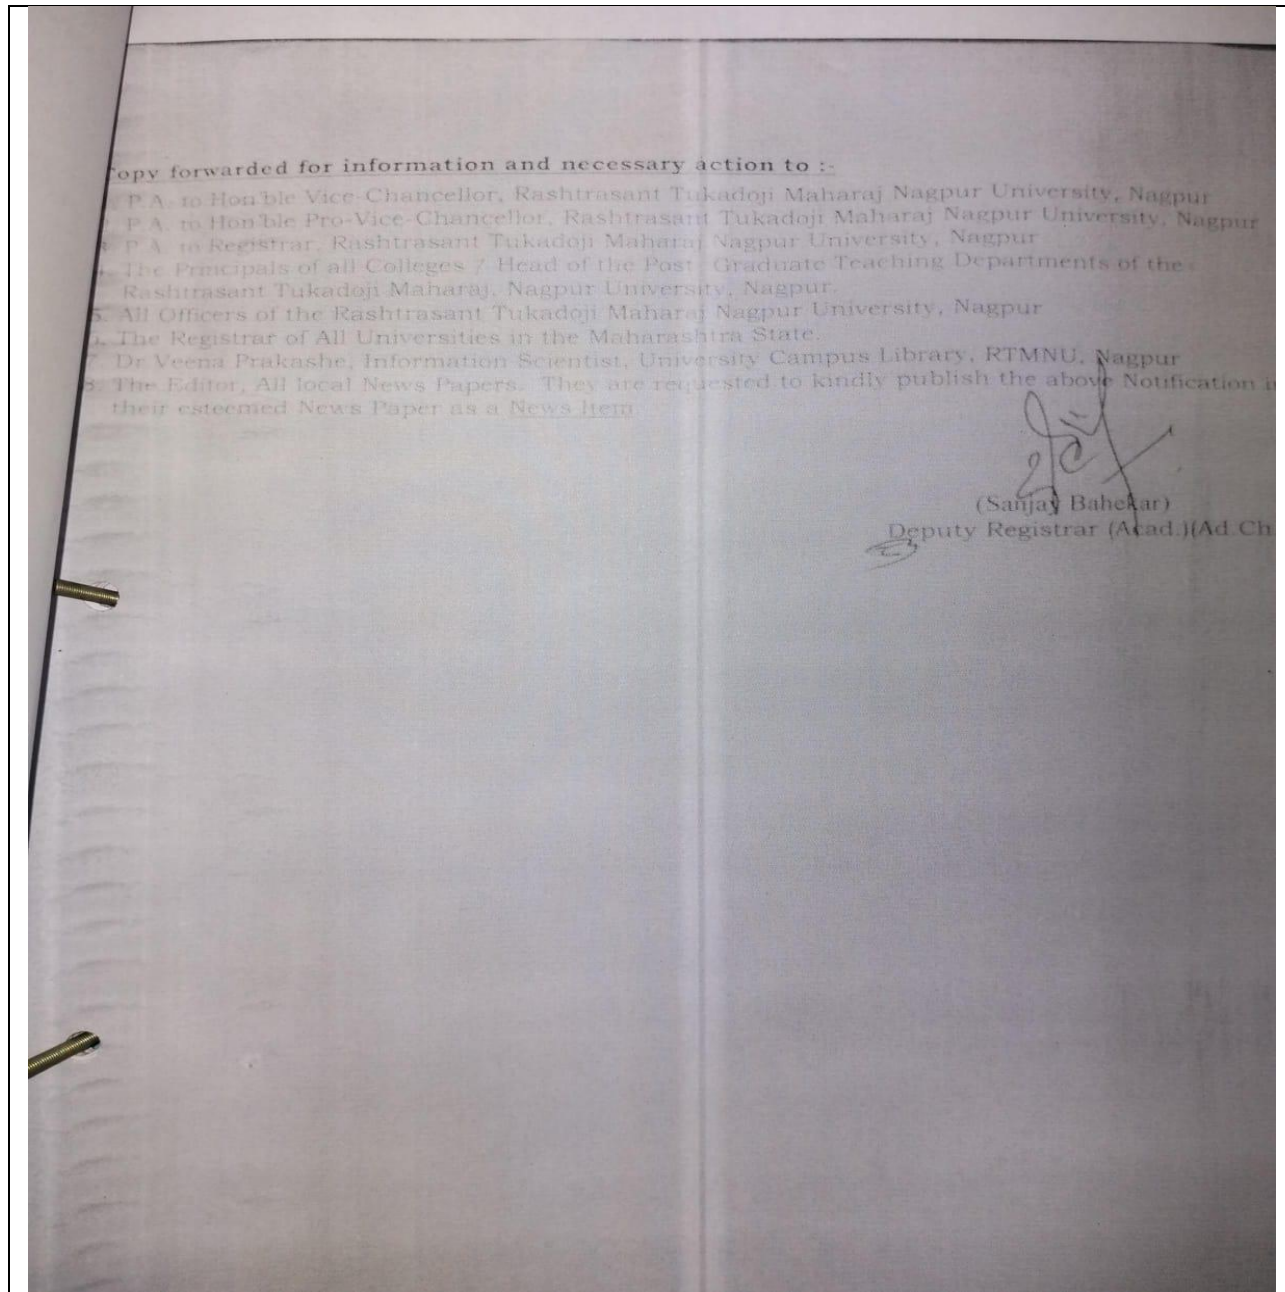 Copy forwarded for information and necessary action to :-
P.A. to Hon'ble Vice-Chancellor, Rashtrasant Tukadoji Maharaj Nagpur University, Nagpur
P.A. to Hon'ble Pro-Vice-Chancellor, Rashtrasant Tukadoji Maharaj Nagpur University, Nagpur
P.A. to Registrar, Rashtrasant Tukadoji Maharaj Nagpur University, Nagpur
4. The Principals of all Colleges / Head of the Post Graduate Teaching Departments of the
Rashtrasant Tukadoji Maharaj, Nagpur University, Nagpur.
5. All Officers of the Rashtrasant Tukadoji Maharaj Nagpur University, Nagpur
6. The Registrar of All Universities in the Maharashtra State.
7. Dr Veena Prakashe, Information Scientist, University Campus Library, RTMNU, Nagpur
8. The Editor, All local News Papers. They are requested to kindly publish the above Notification in
their esteemed News Paper as a News Item
(Sanjay Bahekar)
Deputy Registrar (Acad.)(Ad.Ch